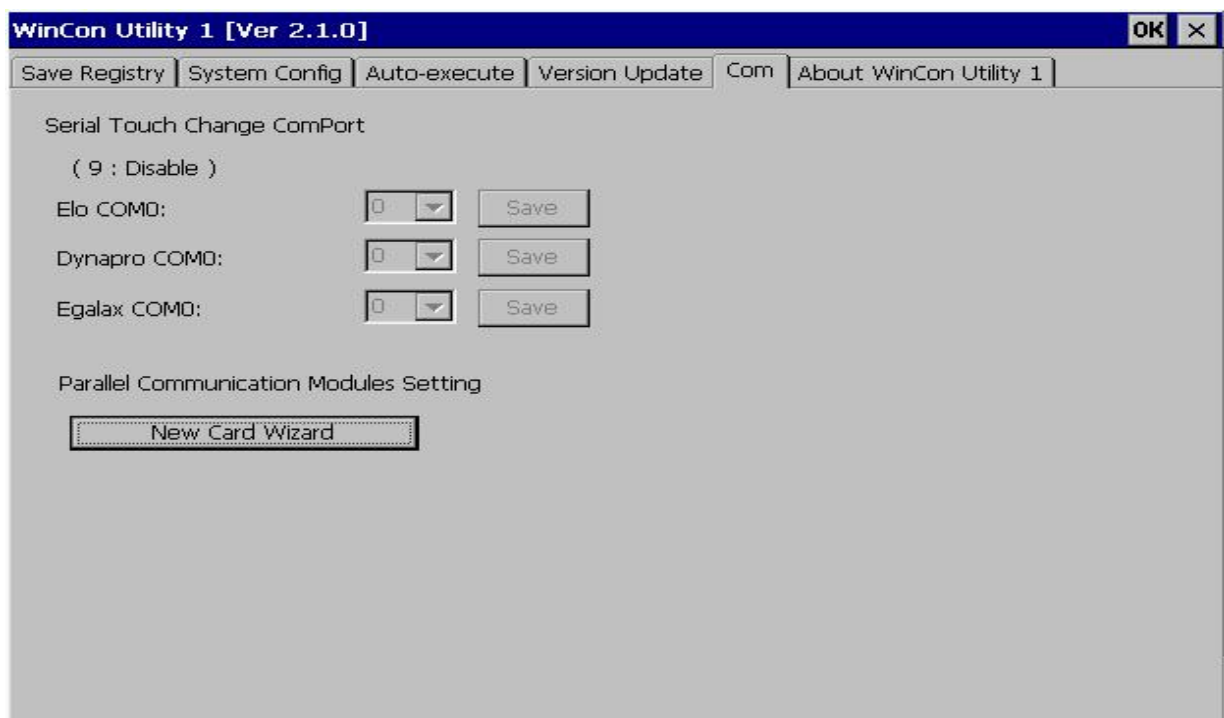 WinCon Utility 1 [Ver 2.1.0] OK ×
Save Registry System Config Auto-execute Version Update Com About WinCon Utility 1
Serial Touch Change ComPort
( 9 : Disable )
Elo COM0: 0 Save
Dynapro COM0: 0 Save
Egalax COM0: 0 Save
Parallel Communication Modules Setting
New Card Wizard